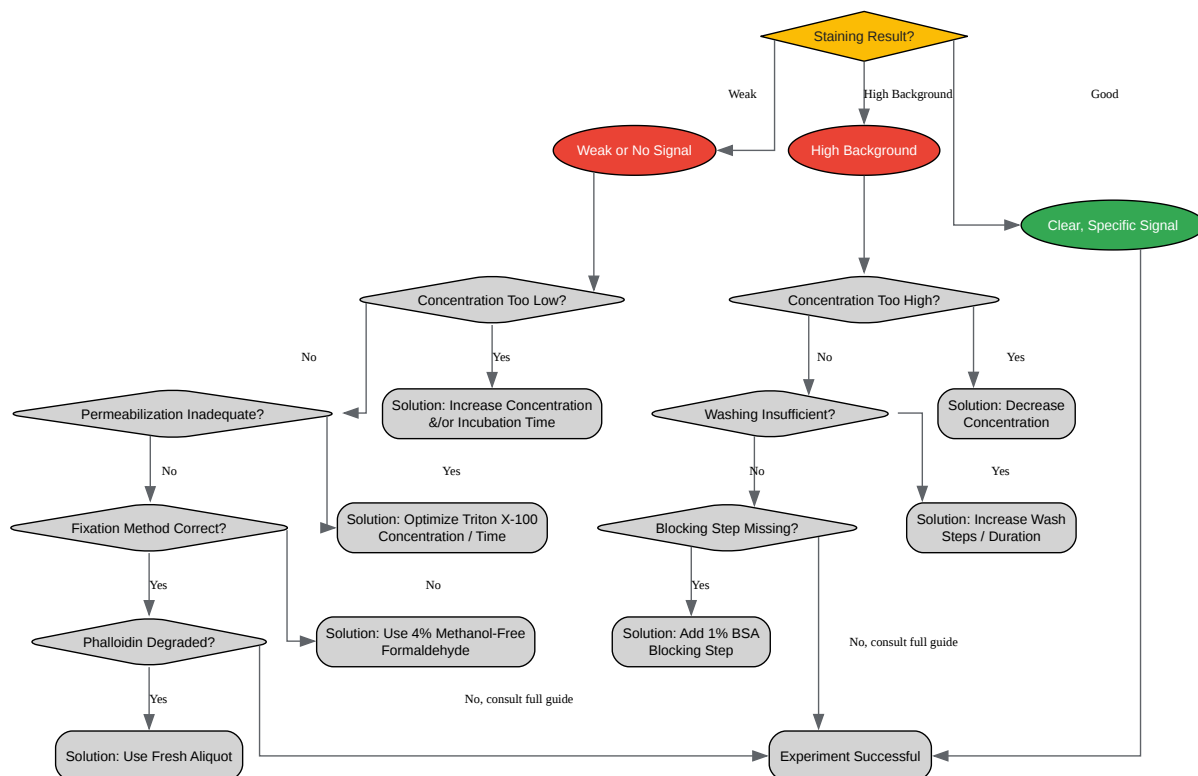 Staining Result?
Weak
High Background
Good
Weak or No Signal
High Background
Clear, Specific Signal
Concentration Too Low?
Concentration Too High?
No
Yes
No
Yes
Solution: Increase Concentration
&/or Incubation Time
Solution: Decrease
Concentration
Permeabilization Inadequate?
Washing Insufficient?
No
Yes
No
Yes
Fixation Method Correct?
Solution: Optimize Triton X-100
Concentration / Time
Blocking Step Missing?
Solution: Increase Wash
Steps / Duration
Yes
No
Yes
No, consult full guide
Phalloidin Degraded?
Solution: Use 4% Methanol-Free
Formaldehyde
Solution: Add 1% BSA
Blocking Step
Yes
No, consult full guide
Solution: Use Fresh Aliquot
Experiment Successful